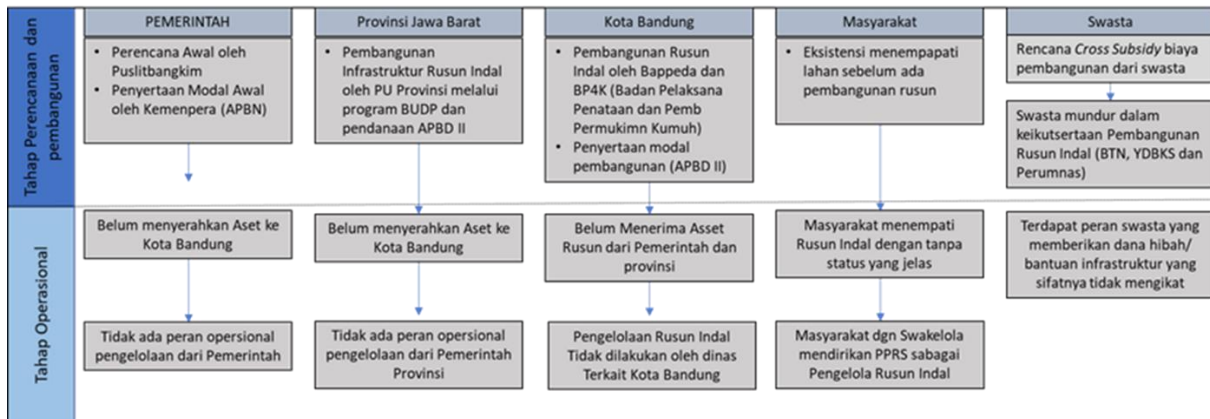 PEMERINTAH
Provinsi Jawa Barat
Kota Bandung
Masyarakat
Swasta
Tahap Perencanaan dan
pembangunan
• Perencana Awal oleh
Puslitbangkim
• Penyertaan Modal Awal
oleh Kemenpera (APBN)
• Pembangunan
Infrastruktur Rusun Indal
oleh PU Provinsi melalui
program BUDP dan
pendanaan APBD II
• Pembangunan Rusun
Indal oleh Bappeda dan
BP4K (Badan Pelaksana
Penataan dan Pemb
Permukimn Kumuh)
• Penyertaan modal
pembangunan (APBD II)
• Eksistensi menempapati
lahan sebelum ada
pembangunan rusun
Rencana Cross Subsidy biaya
pembangunan dari swasta
Swasta mundur dalam
keikutsertaan Pembangunan
Rusun Indal (BTN, YDBKS dan
Perumnas)
Tahap Operasional
Belum menyerahkan Aset ke
Kota Bandung
Belum menyerahkan Aset ke
Kota Bandung
Belum Menerima Asset
Rusun dari Pemerintah dan
provinsi
Masyarakat menempati
Rusun Indal dengan tanpa
status yang jelas
Terdapat peran swasta yang
memberikan dana hibah/
bantuan infrastruktur yang
sifatnya tidak mengikat
Tidak ada peran opersional
pengelolaan dari Pemerintah
Tidak ada peran opersional
pengelolaan dari Pemerintah
Provinsi
Pengelolaan Rusun Indal
Tidak dilakukan oleh dinas
Terkait Kota Bandung
Masyarakat dgn Swakelola
mendirikan PPRS sabagai
Pengelola Rusun Indal